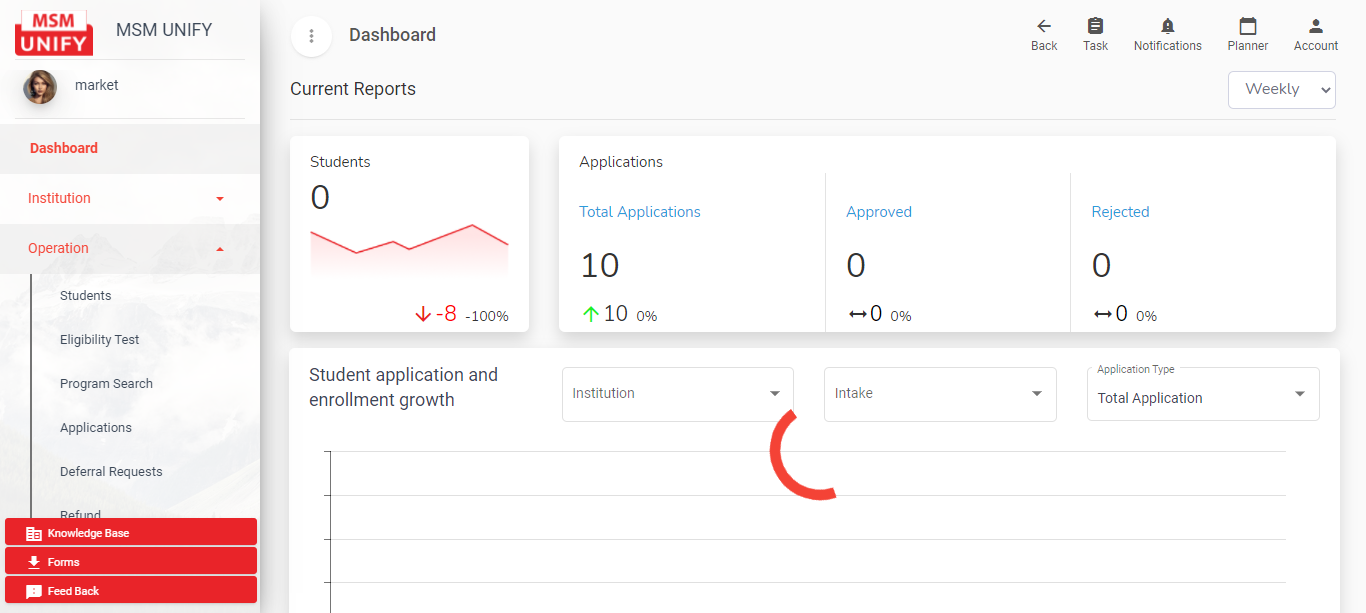 MSM
UNIFY
MSM UNIFY
market
Dashboard
Institution
Operation
Students
Eligibility Test
Program Search
Applications
Deferral Requests
Refund
Knowledge Base
Forms
Feed Back
Dashboard
Back
Task
Notifications
Planner
Account
Current Reports
Weekly
Students
0
-8 -100%
Applications
Total Applications
10
10 0%
Approved
0
0 0%
Rejected
0
0 0%
Student application and
enrollment growth
Institution
Intake
Application Type
Total Application